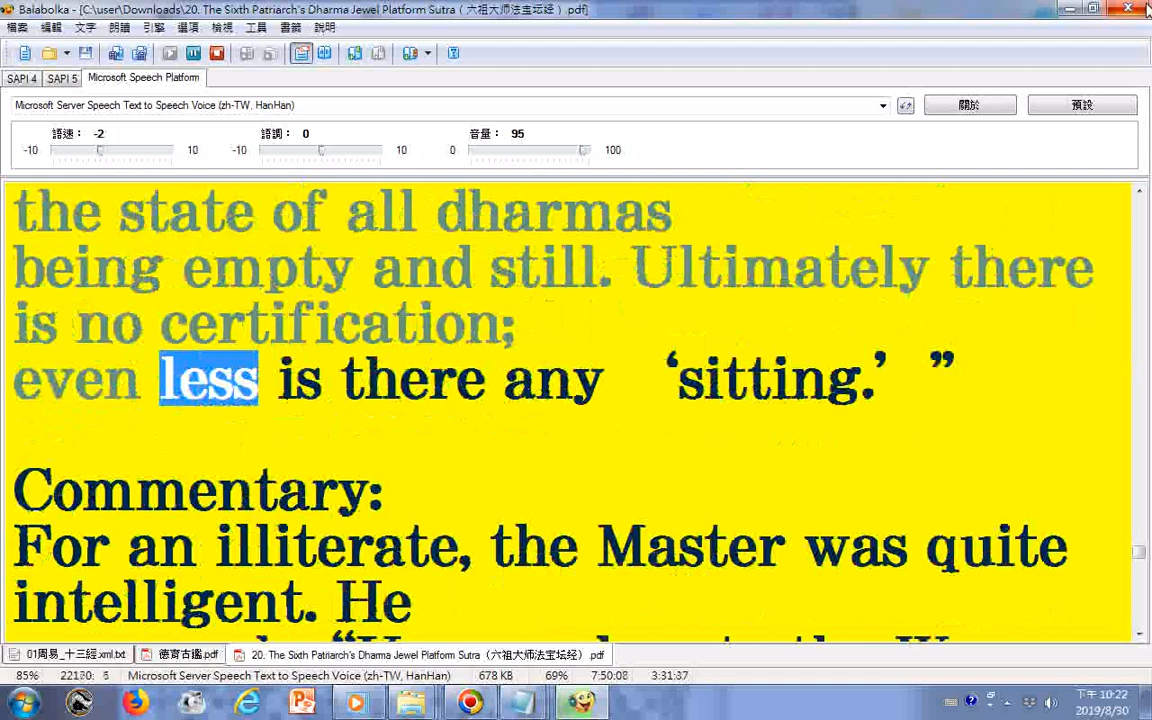 Balabolka - [C:\user\Downloads\20. The Sixth Patriarch's Dharma Jewel Platform Sutra（六祖大师法宝坛经）.pdf]
檔案 編輯 文字 朗讀 引擎 選項 檢視 工具 書籤 說明
SAPI 4 SAPI 5 Microsoft Speech Platform
Microsoft Server Speech Text to Speech Voice (zh-TW, HanHan) 關於 預設
語速： -2 語調： 0 音量： 95
-10 10 -10 10 0 100
the state of all dharmas
being empty and still. Ultimately there
is no certification;
even less is there any ‘sitting.’ ”
Commentary:
For an illiterate, the Master was quite
intelligent. He
01周易_十三經.xml.txt 德育古鑑.pdf 20. The Sixth Patriarch's Dharma Jewel Platform Sutra（六祖大师法宝坛经）.pdf
85% Microsoft Server Speech Text to Speech Voice (zh-TW, HanHan) 678 KB 69% 7:50:08 3:31:37
下午 10:22
2019/8/30